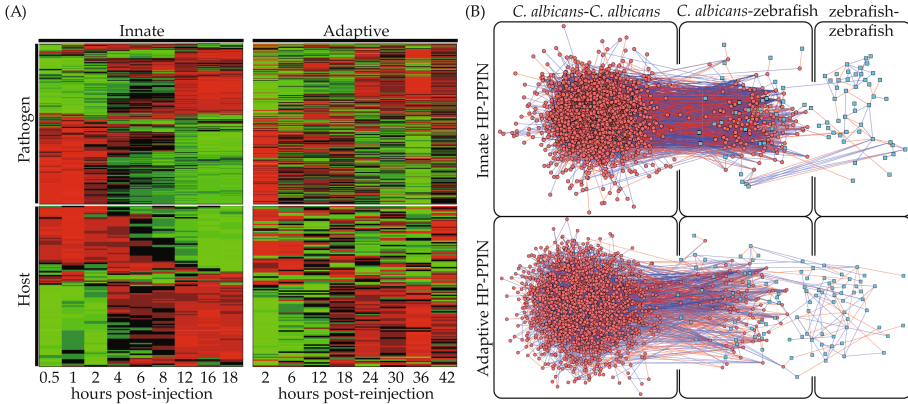 (A)
Innate
Adaptive
Pathogen
Host
0.5 1 2 4 6 8 12 16 18
hours post-injection
2 6 12 18 24 30 36 42
hours post-reinjection
(B)
C. albicans-C. albicans
C. albicans-zebrafish
zebrafish-
zebrafish
Innate HP-PPIN
Adaptive HP-PPIN